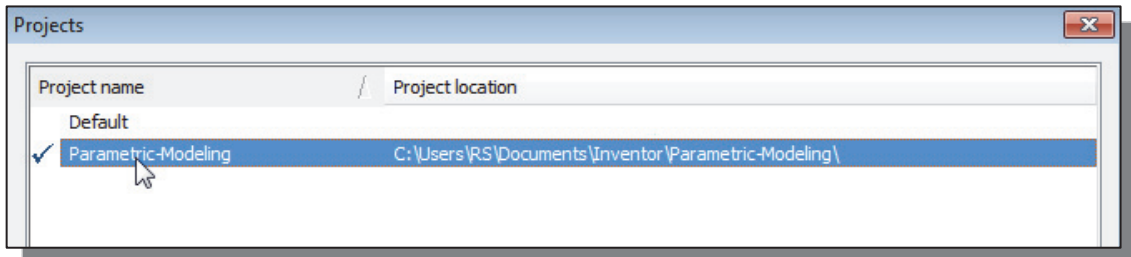 Projects
Project name Project location
Default
Parametric-Modeling C:\Users\RS\Documents\Inventor\Parametric-Modeling\